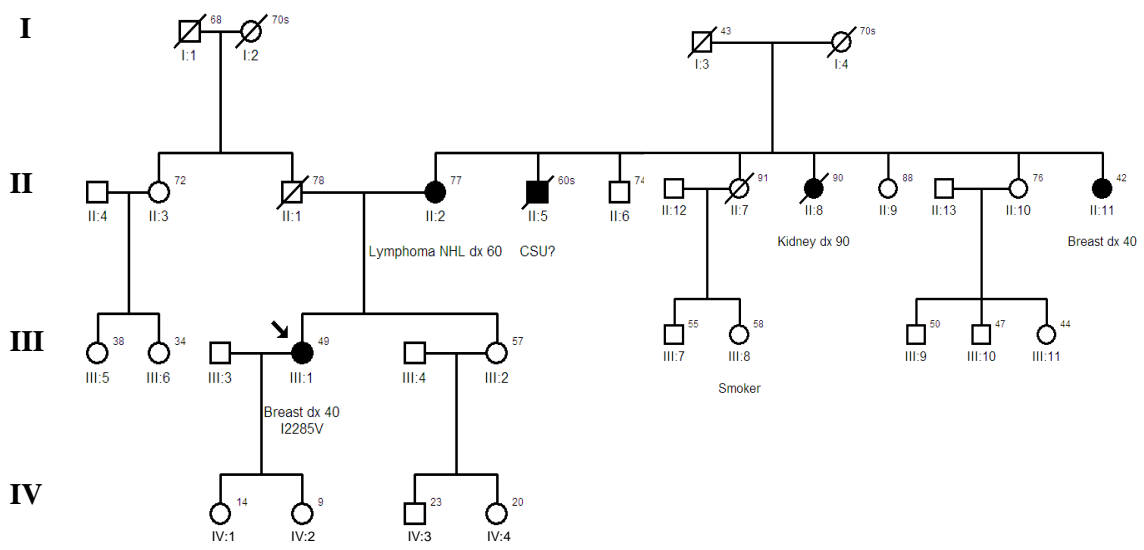 I
68 70s 43 70s
I:1 I:2 I:3 I:4
II
72 78 77 60s 74 91 90 88 76 42
II:4 II:3 II:1 II:2 II:5 II:6 II:12 II:7 II:8 II:9 II:13 II:10 II:11
Lymphoma NHL dx 60 CSU? Kidney dx 90 Breast dx 40
III
38 34 49 57 55 58 50 47 44
III:5 III:6 III:3 III:1 III:4 III:2 III:7 III:8 III:9 III:10 III:11
Smoker
Breast dx 40
I2285V
IV
14 9 23 20
IV:1 IV:2 IV:3 IV:4